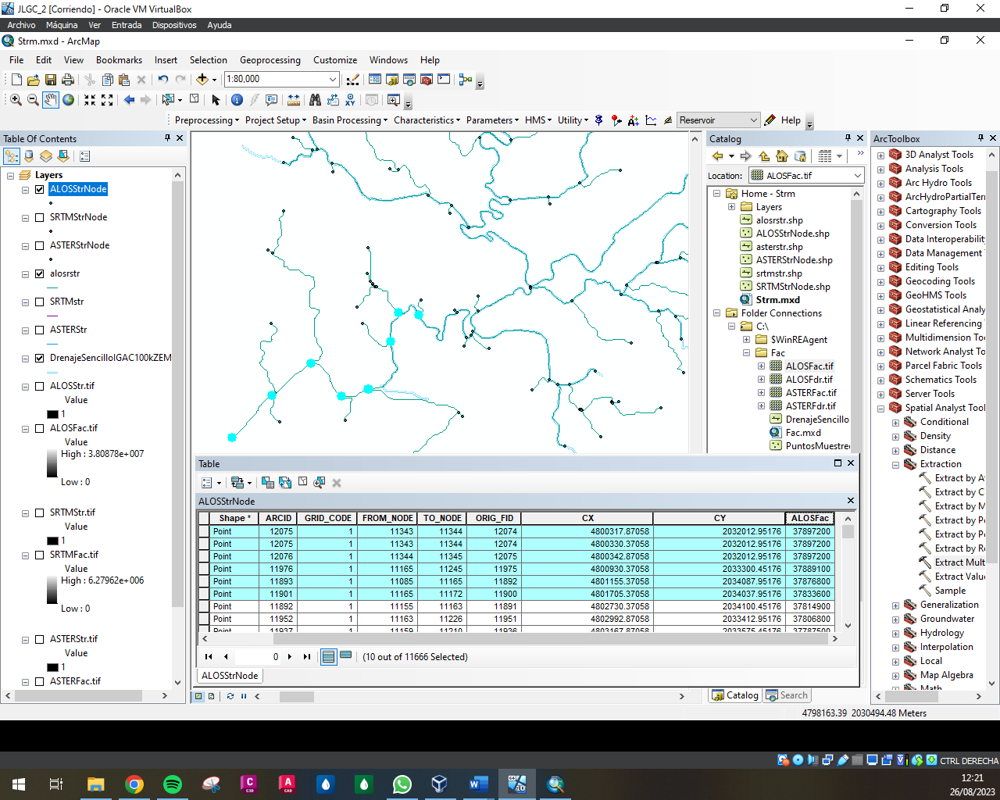 JLGC_2 [Corriendo] - Oracle VM VirtualBox
Archivo Máquina Ver Entrada Dispositivos Ayuda
Strm.mxd - ArcMap
File Edit View Bookmarks Insert Selection Geoprocessing Customize Windows Help
1:80,000
Preprocessing Project Setup Basin Processing Characteristics Parameters HMS Utility Reservoir Help
Table Of Contents
Layers
ALOSStrNode
SRTMStrNode
ASTERStrNode
alosrstr
SRTMstr
ASTERStr
DrenajeSencilloIGAC100kZEM
ALOSStr.tif
Value
1
ALOSFac.tif
Value
High : 3.80878e+007
Low : 0
SRTMStr.tif
Value
1
SRTMFac.tif
Value
High : 6.27962e+006
Low : 0
ASTERStr.tif
Value
1
ASTERFac.tif
Catalog
Location: ALOSFac.tif
Home - Strm
Layers
alosrstr.shp
ALOSStrNode.shp
asterstr.shp
ASTERStrNode.shp
srtmstr.shp
SRTMStrNode.shp
Strm.mxd
Folder Connections
C:\
$WinREAgent
Fac
ALOSFac.tif
ALOSFdr.tif
ASTERFac.tif
ASTERFdr.tif
DrenajeSencillo
Fac.mxd
PuntosMuestre
Catalog Search
ArcToolbox
3D Analyst Tools
Analysis Tools
Arc Hydro Tools
ArcHydroPartialTerr
Cartography Tools
Conversion Tools
Data Interoperability
Data Management
Editing Tools
Geocoding Tools
GeoHMS Tools
Geostatistical Analy
Linear Referencing
Multidimension Too
Network Analyst Too
Parcel Fabric Tools
Schematics Tools
Server Tools
Spatial Analyst Tool
Conditional
Density
Distance
Extraction
Extract by A
Extract by C
Extract by M
Extract by P
Extract by P
Extract by R
Extract Mult
Extract Value
Sample
Generalization
Groundwater
Hydrology
Interpolation
Local
Map Algebra
Math
Table
ALOSStrNode
Shape * ARCID GRID_CODE FROM_NODE TO_NODE ORIG_FID CX CY ALOSFac
Point 12075 1 11343 11344 12074 4800317.87058 2032012.95176 37897200
Point 12075 1 11343 11344 12074 4800330.37058 2032012.95176 37897200
Point 12076 1 11344 11345 12075 4800342.87058 2032012.95176 37897200
Point 11976 1 11165 11245 11975 4800930.37058 2033300.45176 37889100
Point 11893 1 11085 11165 11892 4801155.37058 2034087.95176 37876800
Point 11901 1 11165 11172 11900 4801705.37058 2034037.95176 37833600
Point 11892 1 11155 11163 11891 4802730.37058 2034100.45176 37814900
Point 11952 1 11163 11226 11951 4802992.87058 2033412.95176 37806800
Point 11937 1 11159 11210 11936 4803167.87058 2033575.45176 37787500
0 (10 out of 11666 Selected)
ALOSStrNode
4798163.39 2030494.48 Meters
CTRL DERECHA
12:21
26/08/2023